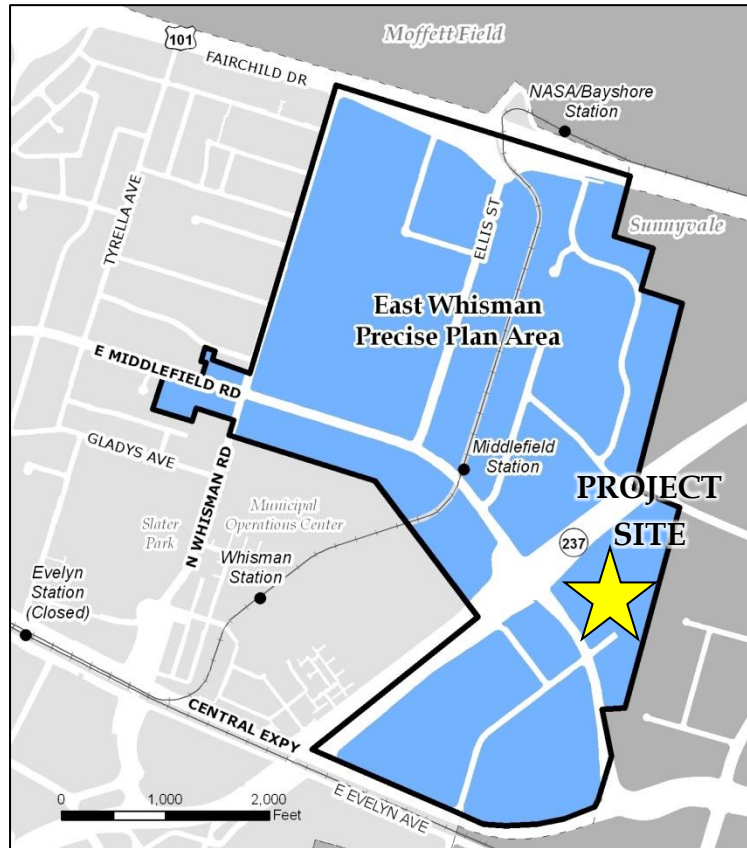 Moffett Field
101
FAIRCHILD DR
NASA/Bayshore
Station
TYRELLA AVE
Sunnyvale
ELLIS ST
East Whisman
Precise Plan Area
E MIDDLEFIELD RD
GLADYS AVE
N WHISMAN RD
Middlefield
Station
PROJECT
SITE
Municipal
Operations Center
Slater
Park
237
Whisman
Station
Evelyn
Station
(Closed)
CENTRAL EXPY
E EVELYN AVE
0 1,000 2,000
Feet